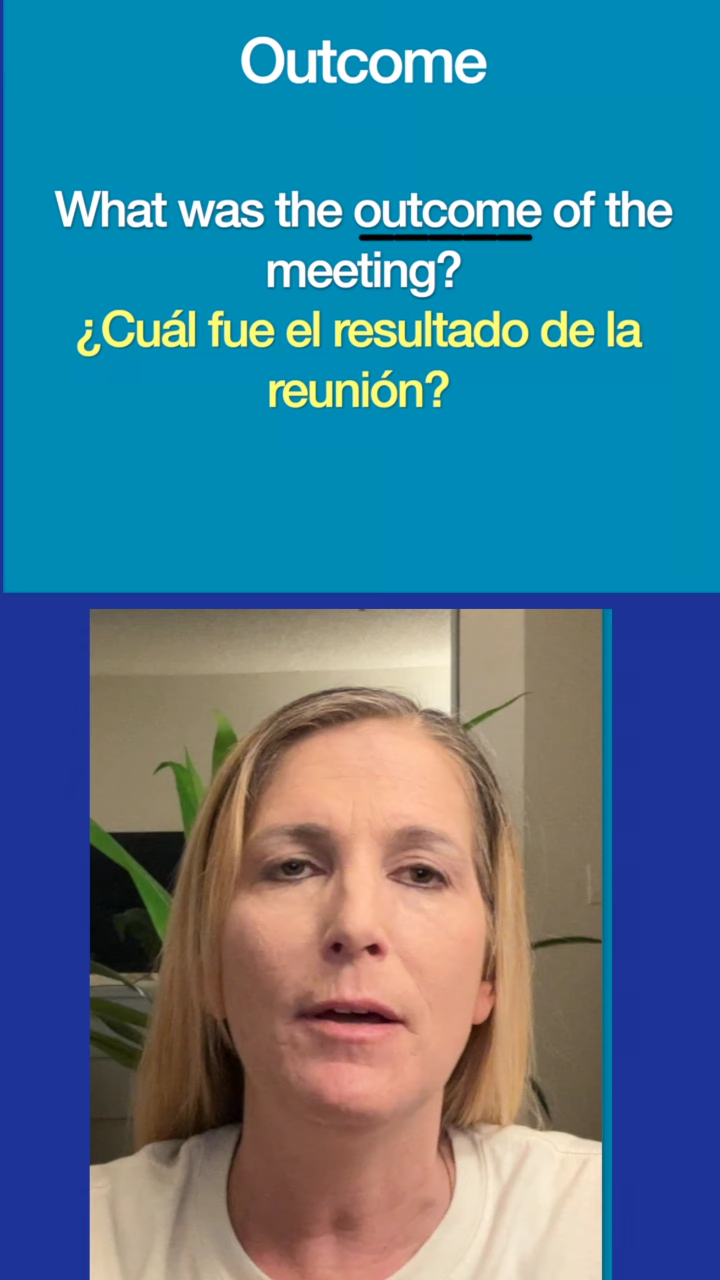 Outcome
What was the outcome of the
meeting?
¿Cuál fue el resultado de la
reunión?